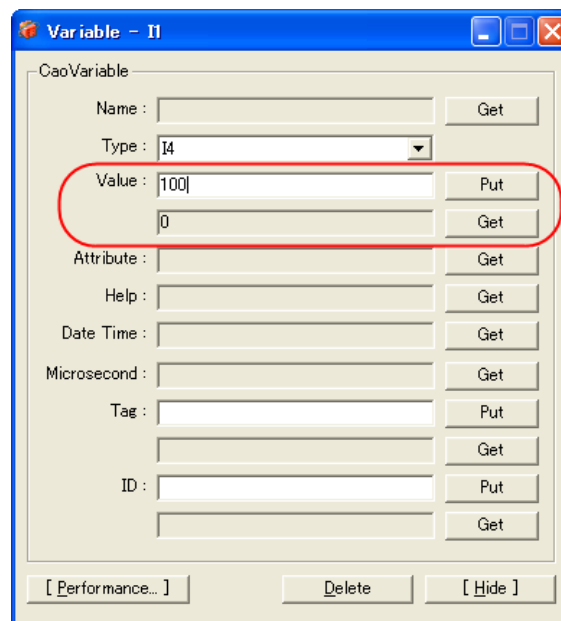 Variable - I1
CaoVariable
Name : Get
Type : I4
Value : 100 Put
0 Get
Attribute : Get
Help : Get
Date Time : Get
Microsecond : Get
Tag : Put
Get
ID : Put
Get
[ Performance... ] Delete [ Hide ]